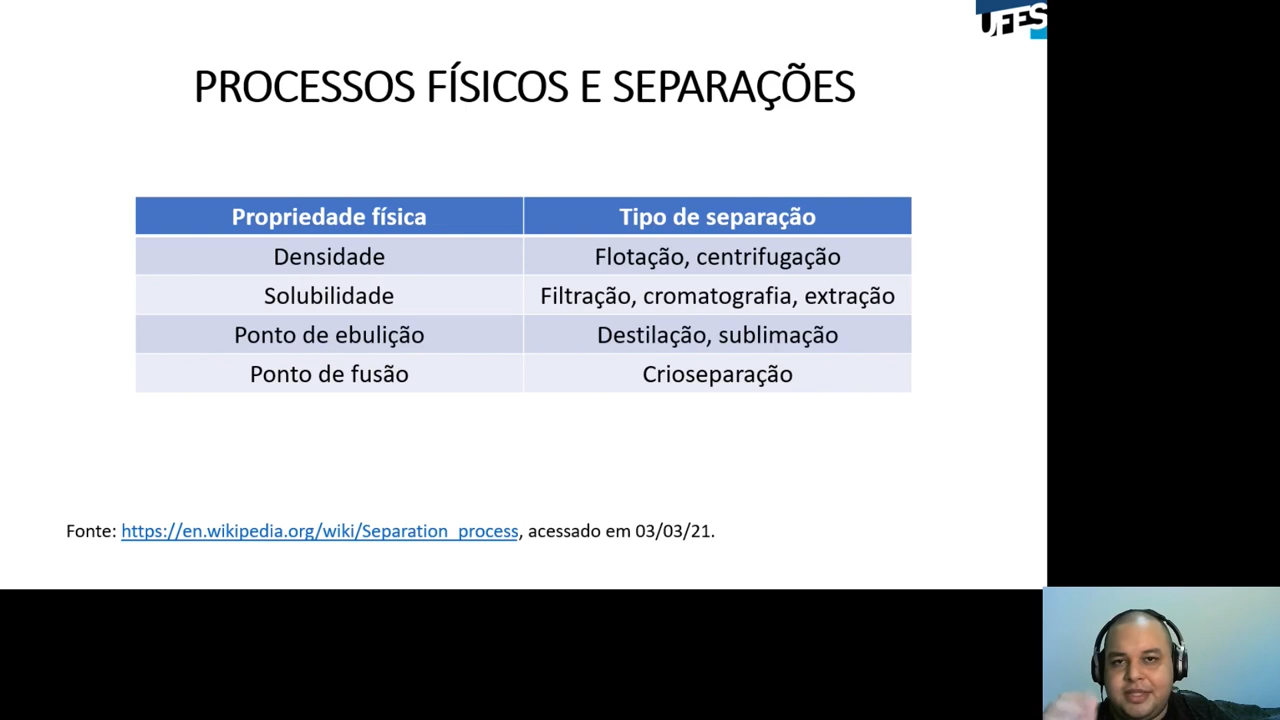 UFES
PROCESSOS FÍSICOS E SEPARAÇÕES
Propriedade física Tipo de separação
Densidade Flotação, centrifugação
Solubilidade Filtração, cromatografia, extração
Ponto de ebulição Destilação, sublimação
Ponto de fusão Crioseparação
Fonte: https://en.wikipedia.org/wiki/Separation_process, acessado em 03/03/21.